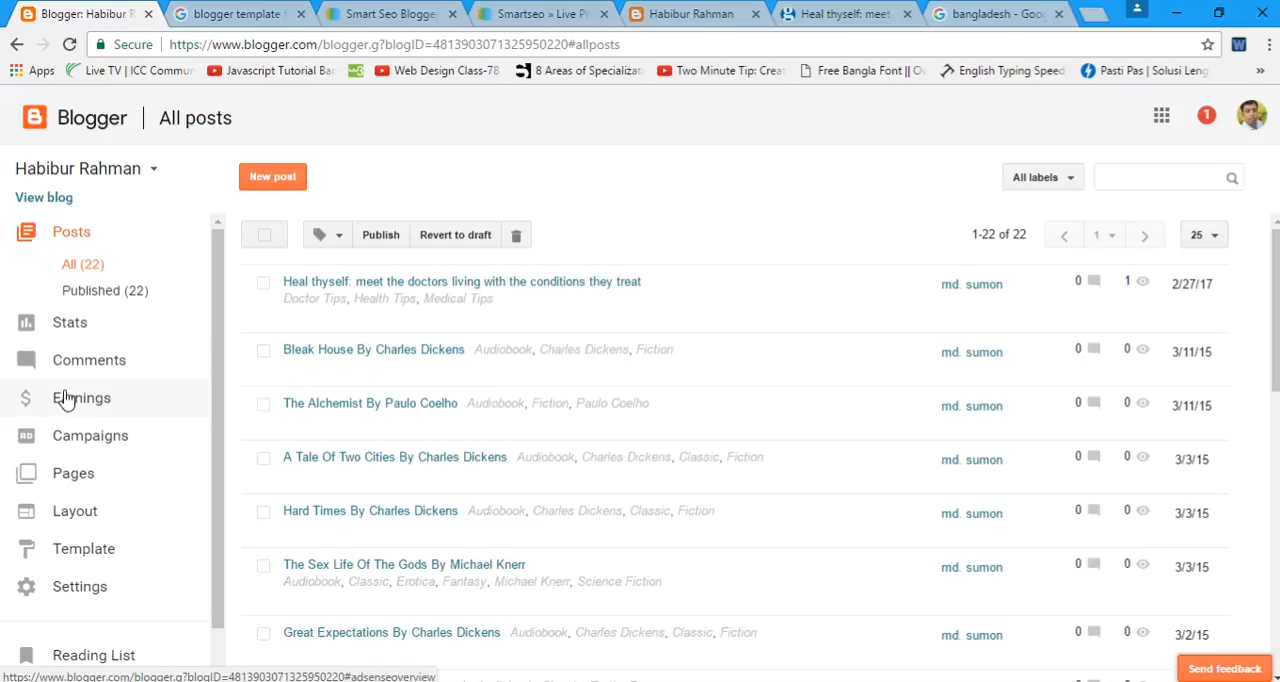 Blogger: Habibur R
blogger template f
Smart Seo Blogger
Smartseo » Live P
Habibur Rahman
Heal thyself: meet
bangladesh - Goo
Secure
https://www.blogger.com/blogger.g?blogID=4813903071325950220#allposts
Apps
Live TV | ICC Commun
Javascript Tutorial Ba
Web Design Class-78
8 Areas of Specializat
Two Minute Tip: Crea
Free Bangla Font || O
English Typing Speed
Pasti Pas | Solusi Leng
»
Blogger
All posts
1
Habibur Rahman
View blog
New post
All labels
Posts
All (22)
Published (22)
Stats
Comments
Earnings
Campaigns
Pages
Layout
Template
Settings
Reading List
Publish
Revert to draft
1-22 of 22
1
25
Heal thyself: meet the doctors living with the conditions they treat
Doctor Tips, Health Tips, Medical Tips
md. sumon
0
1
2/27/17
Bleak House By Charles Dickens Audiobook, Charles Dickens, Fiction
md. sumon
0
0
3/11/15
The Alchemist By Paulo Coelho Audiobook, Fiction, Paulo Coelho
md. sumon
0
0
3/11/15
A Tale Of Two Cities By Charles Dickens Audiobook, Charles Dickens, Classic, Fiction
md. sumon
0
0
3/3/15
Hard Times By Charles Dickens Audiobook, Charles Dickens, Classic, Fiction
md. sumon
0
0
3/3/15
The Sex Life Of The Gods By Michael Knerr
Audiobook, Classic, Erotica, Fantasy, Michael Knerr, Science Fiction
md. sumon
0
0
3/3/15
Great Expectations By Charles Dickens Audiobook, Charles Dickens, Classic, Fiction
md. sumon
0
0
3/2/15
Send feedback
https://www.blogger.com/blogger.g?blogID=4813903071325950220#adsenseoverview